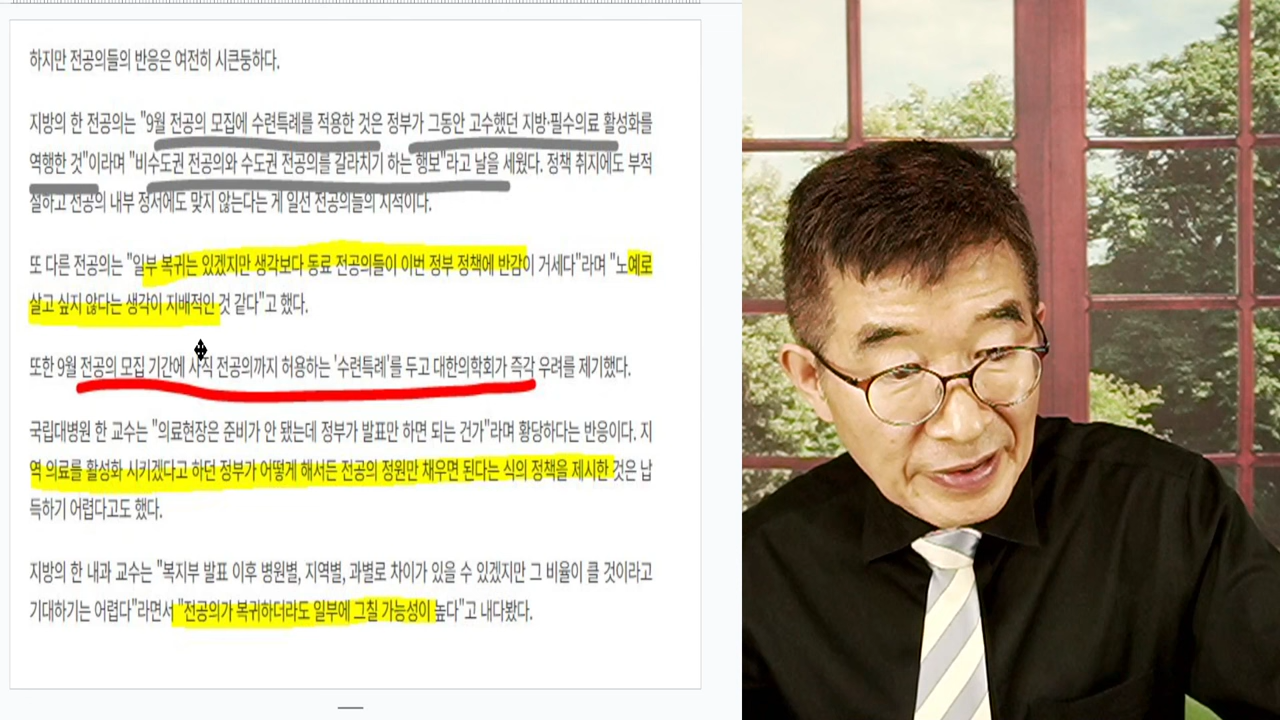 하지만 전공의들의 반응은 여전히 시큰둥하다.
지방의 한 전공의는 "9월 전공의 모집에 수련특례를 적용한 것은 정부가 그동안 고수했던 지방·필수의료 활성화를
역행한 것"이라며 "비수도권 전공의와 수도권 전공의를 갈라치기 하는 행보"라고 날을 세웠다. 정책 취지에도 부적
절하고 전공의 내부 정서에도 맞지 않는다는 게 일선 전공의들의 지적이다.
또 다른 전공의는 "일부 복귀는 있겠지만 생각보다 동료 전공의들이 이번 정부 정책에 반감이 거세다"라며 "노예로
살고 싶지 않다는 생각이 지배적인 것 같다"고 했다.
또한 9월 전공의 모집 기간에 사직 전공의까지 허용하는 '수련특례'를 두고 대한의학회가 즉각 우려를 제기했다.
국립대병원 한 교수는 "의료현장은 준비가 안 됐는데 정부가 발표만 하면 되는 건가"라며 황당하다는 반응이다. 지
역 의료를 활성화 시키겠다고 하던 정부가 어떻게 해서든 전공의 정원만 채우면 된다는 식의 정책을 제시한 것은 납
득하기 어렵다고도 했다.
지방의 한 내과 교수는 "복지부 발표 이후 병원별, 지역별, 과별로 차이가 있을 수 있겠지만 그 비율이 클 것이라고
기대하기는 어렵다"라면서 "전공의가 복귀하더라도 일부에 그칠 가능성이 높다"고 내다봤다.